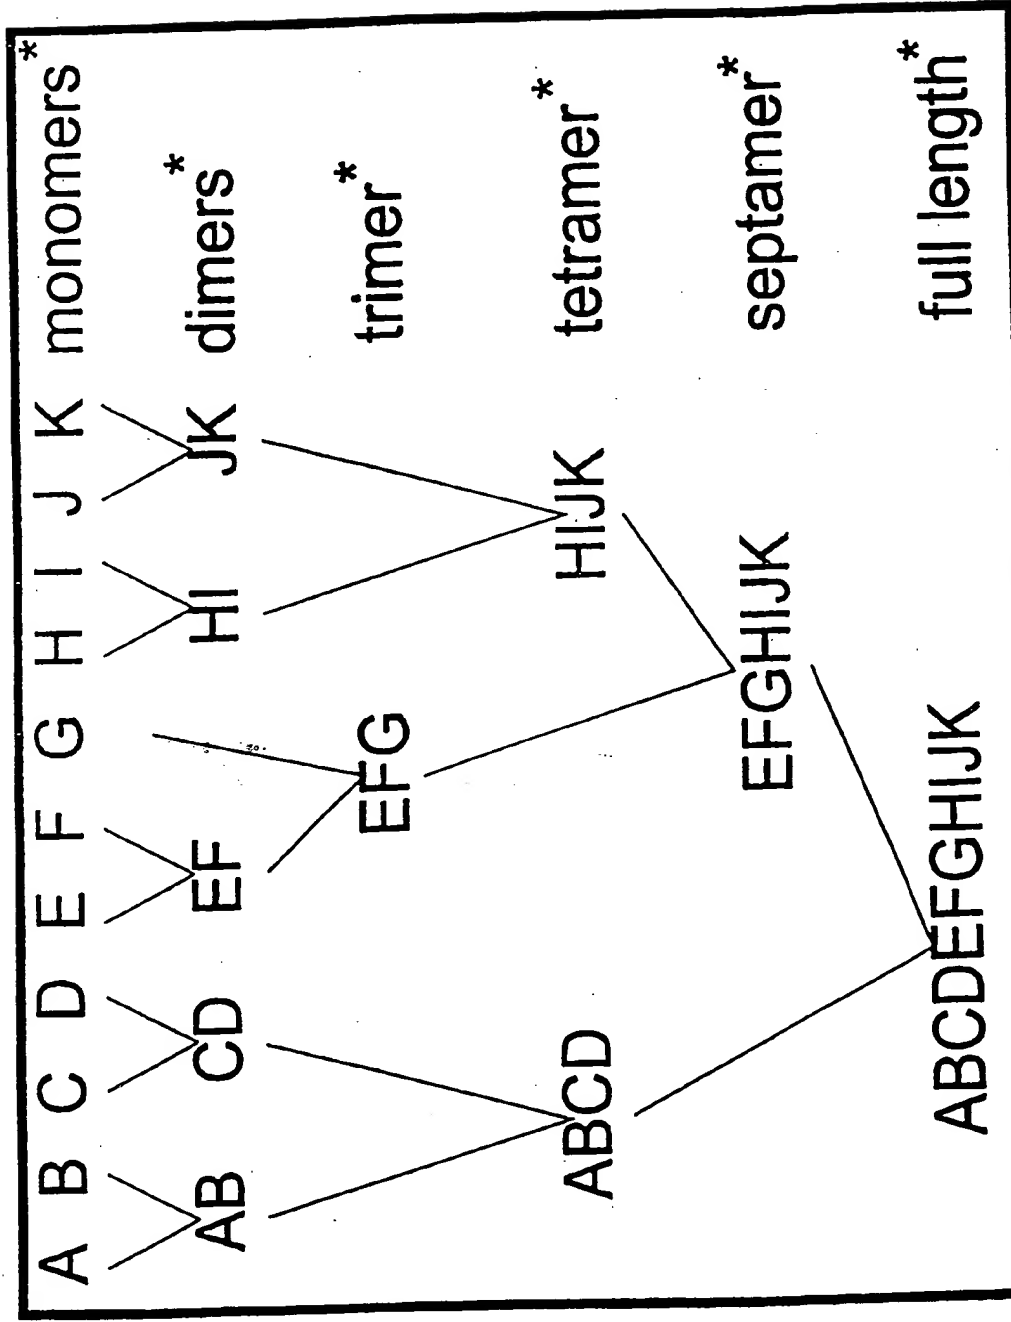 A B C D E F G H I J K monomers*
AB CD EF HI JK dimers*
EFG trimer*
ABCD HIJK tetramer*
EFGHIJK septamer*
ABCDEFGHIJK full length*